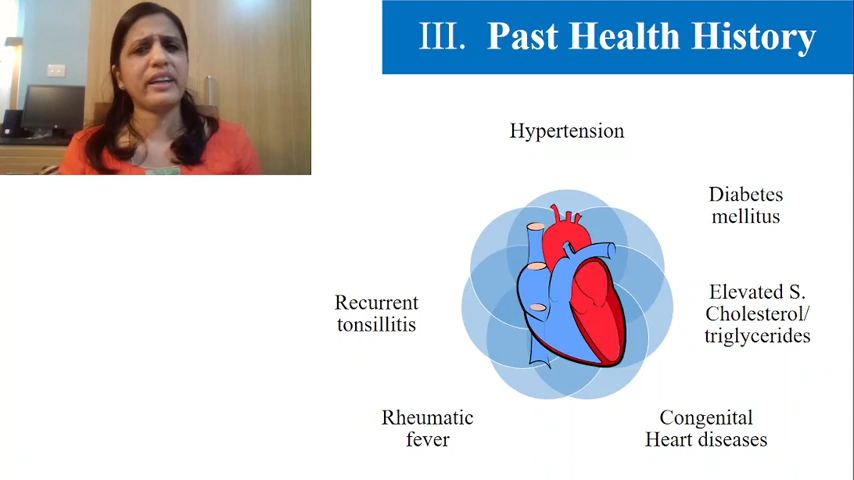 III. Past Health History
Hypertension
Diabetes
mellitus
Elevated S.
Cholesterol/
triglycerides
Congenital
Heart diseases
Rheumatic
fever
Recurrent
tonsillitis